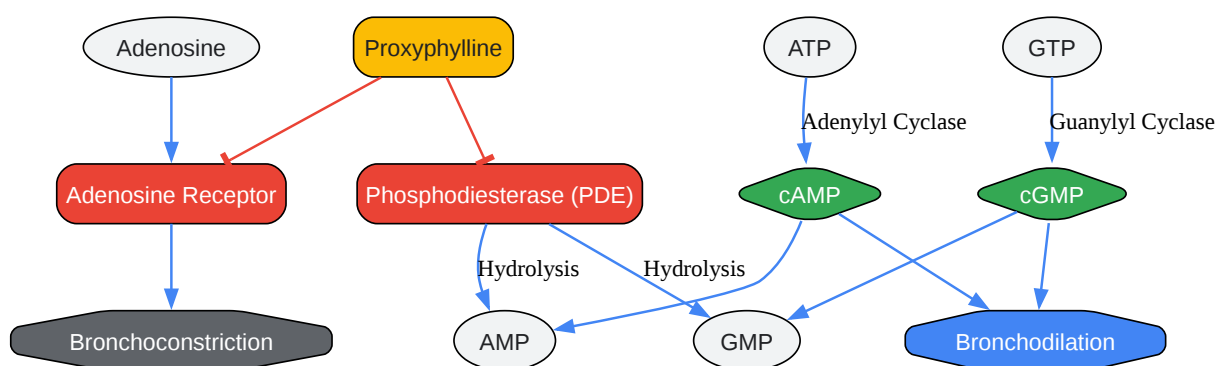 Adenosine
Proxyphylline
ATP
GTP
Adenylyl Cyclase
Guanylyl Cyclase
Adenosine Receptor
Phosphodiesterase (PDE)
cAMP
cGMP
Hydrolysis
Hydrolysis
Bronchoconstriction
AMP
GMP
Bronchodilation